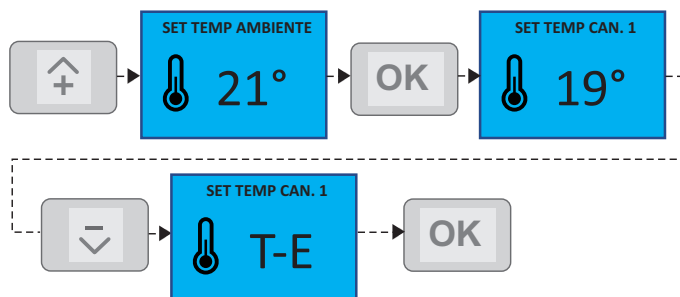 +
SET TEMP AMBIENTE
21°
OK
SET TEMP CAN. 1
19°
-
SET TEMP CAN. 1
T-E
OK